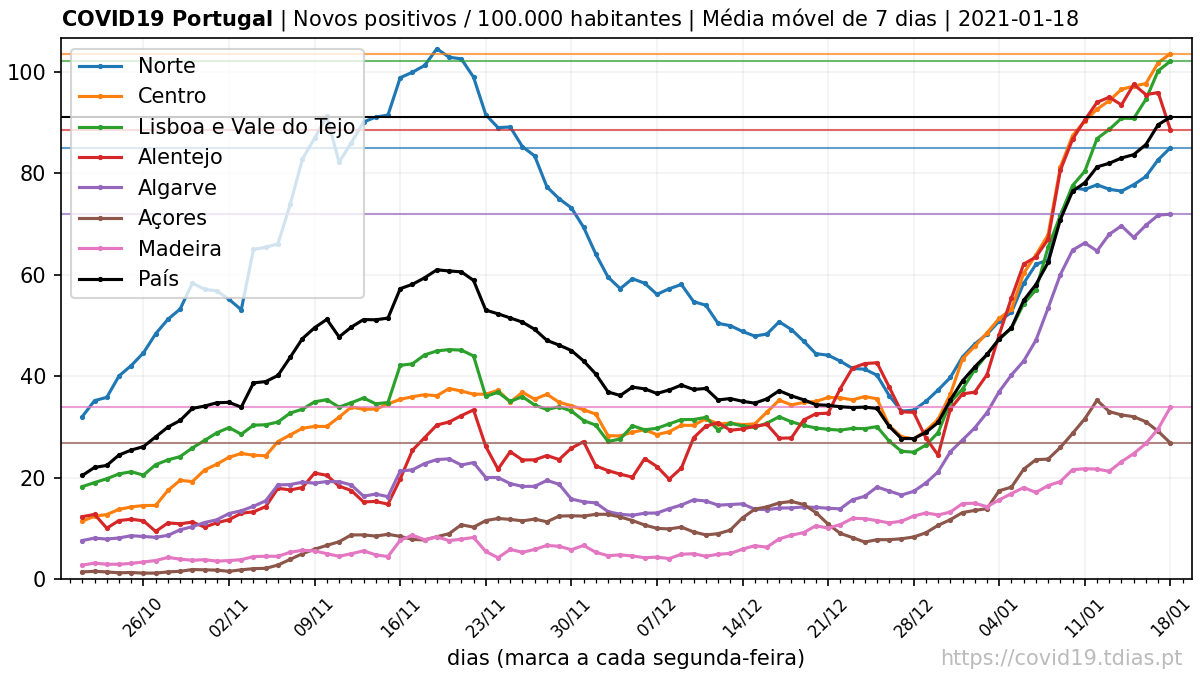 COVID19 Portugal | Novos positivos / 100.000 habitantes | Média móvel de 7 dias | 2021-01-18
Norte
Centro
Lisboa e Vale do Tejo
Alentejo
Algarve
Açores
Madeira
País
100
80
60
40
20
0
26/10 02/11 09/11 16/11 23/11 30/11 07/12 14/12 21/12 28/12 04/01 11/01 18/01
dias (marca a cada segunda-feira)
https://covid19.tdias.pt